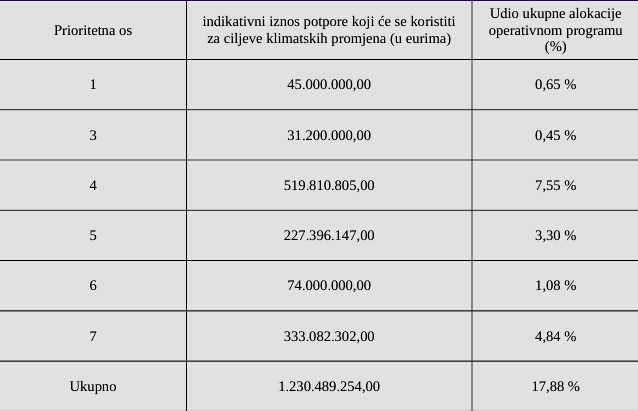 Prioritetna os
indikativni iznos potpore koji će se koristiti
za ciljeve klimatskih promjena (u eurima)
Udio ukupne alokacije
operativnom programu
(%)
1 45.000.000,00 0,65 %
3 31.200.000,00 0,45 %
4 519.810.805,00 7,55 %
5 227.396.147,00 3,30 %
6 74.000.000,00 1,08 %
7 333.082.302,00 4,84 %
Ukupno 1.230.489.254,00 17,88 %